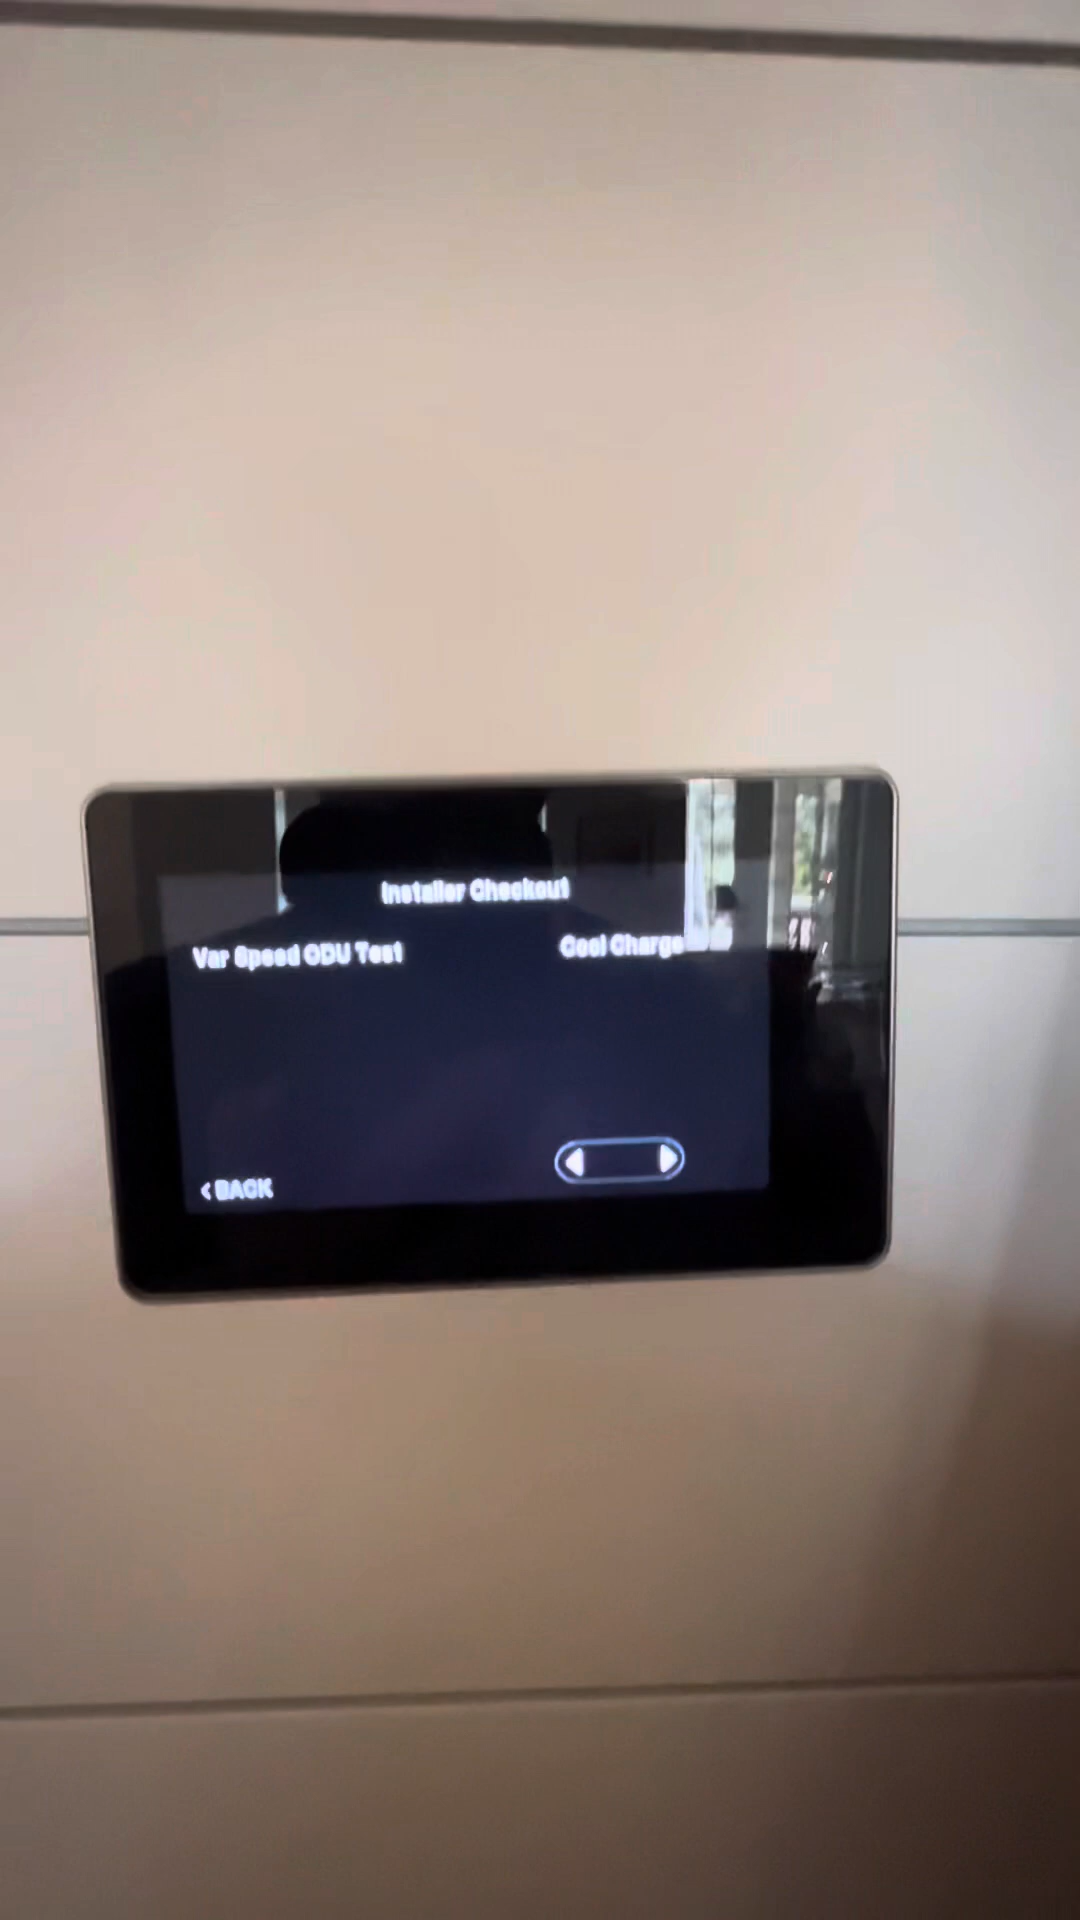 Installer Checkout
Var Speed ODU Test
Cool Charge
< BACK